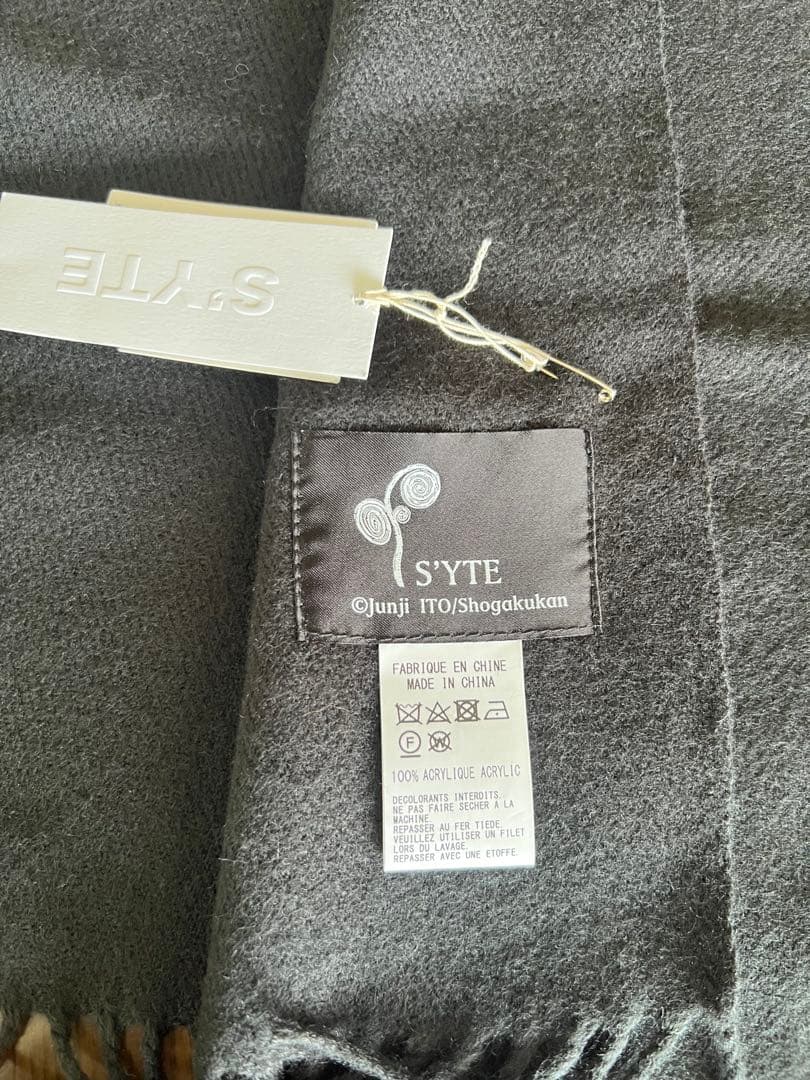 S'YTE
S'YTE
©Junji ITO/Shogakukan
FABRIQUE EN CHINE
MADE IN CHINA
F W
100% ACRYLIQUE ACRYLIC
DECOLORANTS INTERDITS.
NE PAS FAIRE SECHER A LA
MACHINE.
REPASSER AU FER TIEDE.
VEUILLEZ UTILISER UN FILET
LORS DU LAVAGE.
REPASSER AVEC UNE ETOFFE.